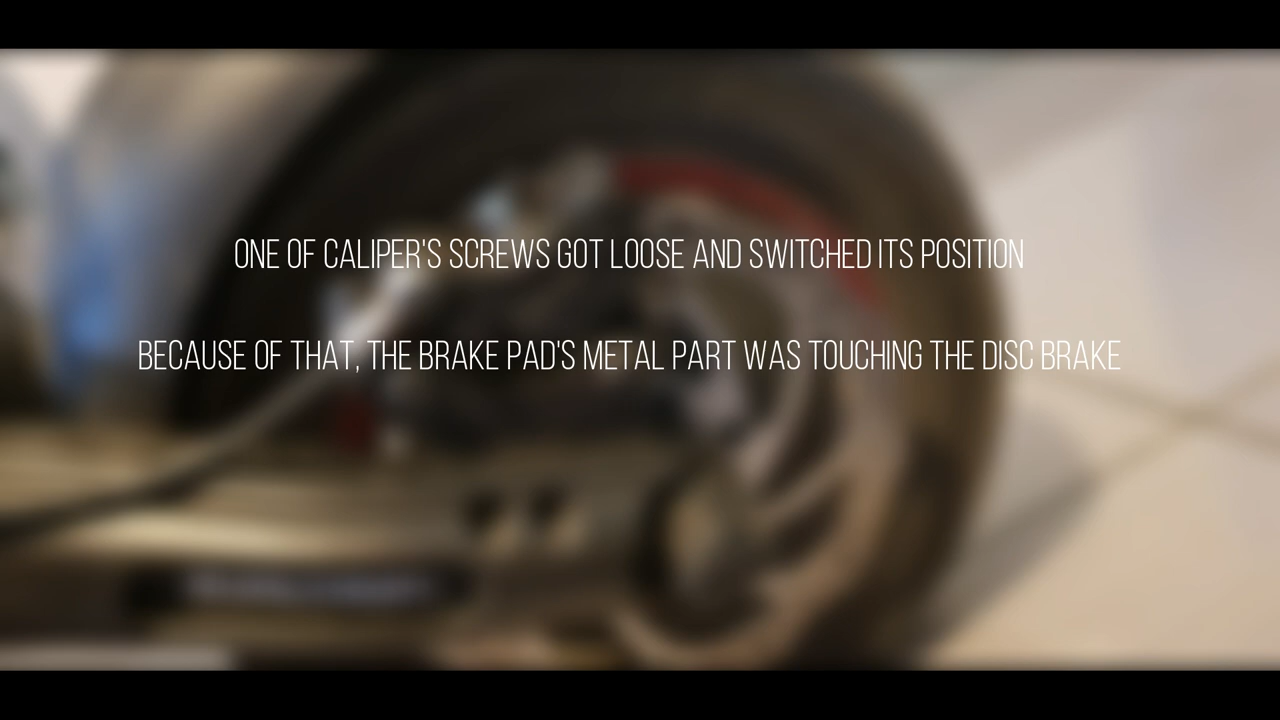 ONE OF CALIPER'S SCREWS GOT LOOSE AND SWITCHED ITS POSITION
BECAUSE OF THAT, THE BRAKE PAD'S METAL PART WAS TOUCHING THE DISC BRAKE